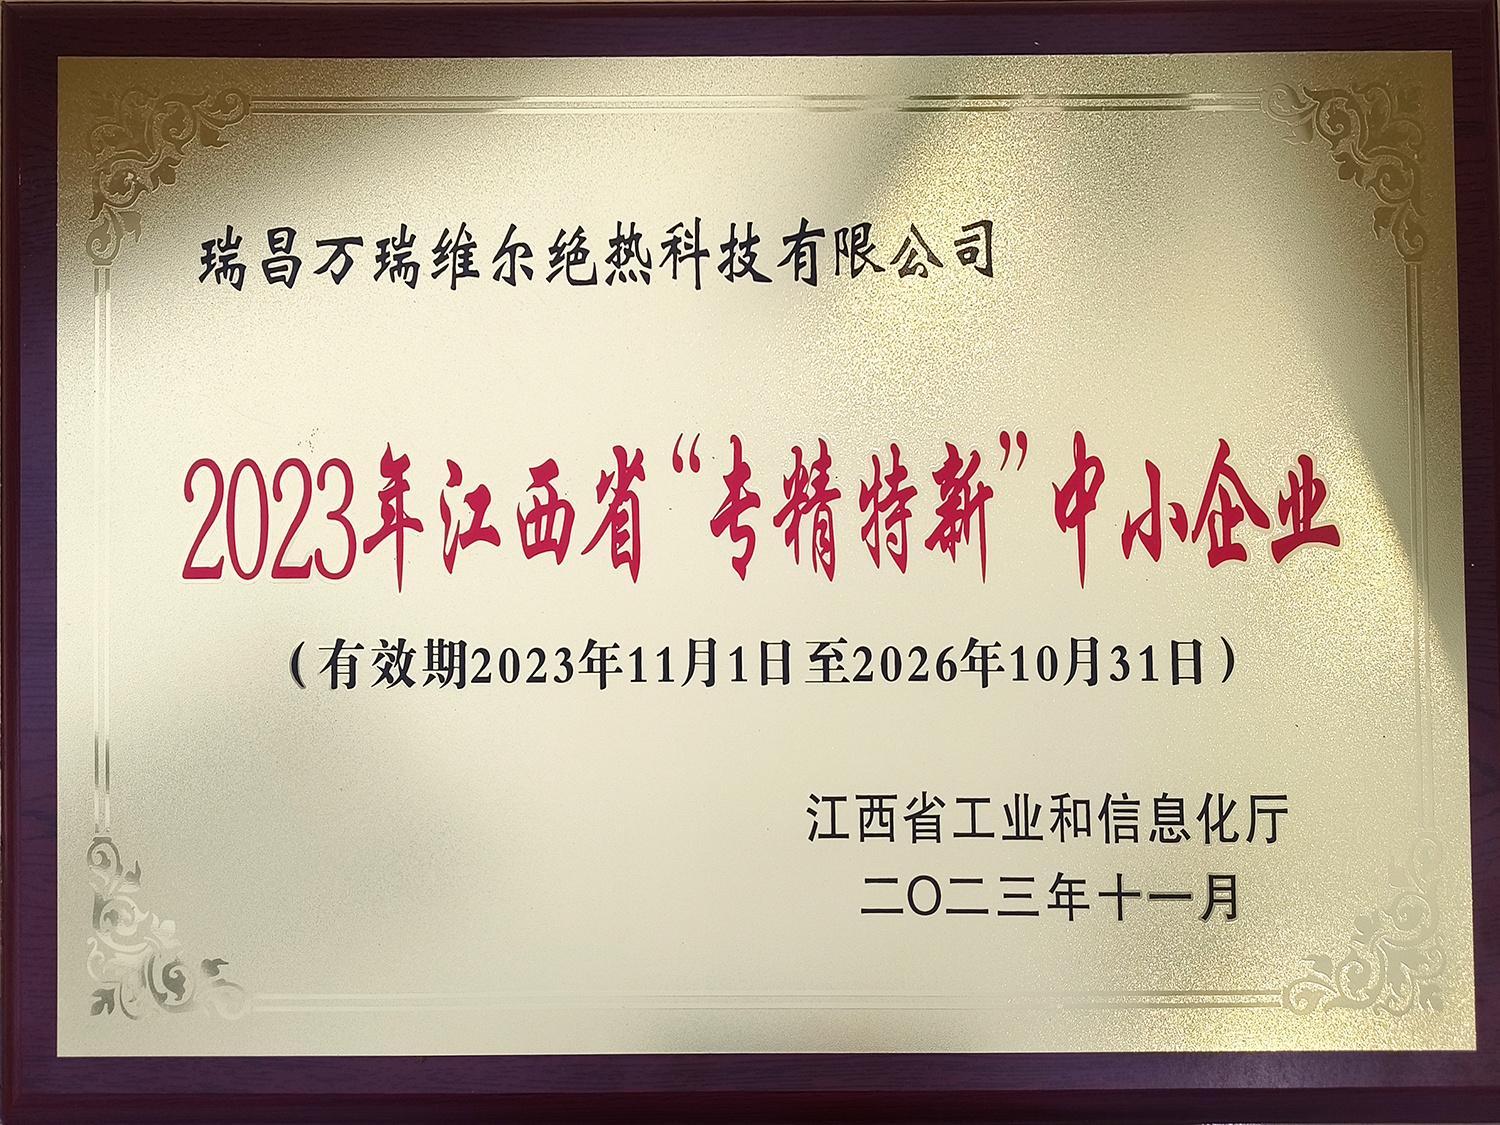 瑞昌万瑞维尔绝热科技有限公司
2023年江西省“专精特新”中小企业
（有效期2023年11月1日至2026年10月31日）
江西省工业和信息化厅
二〇二三年十一月